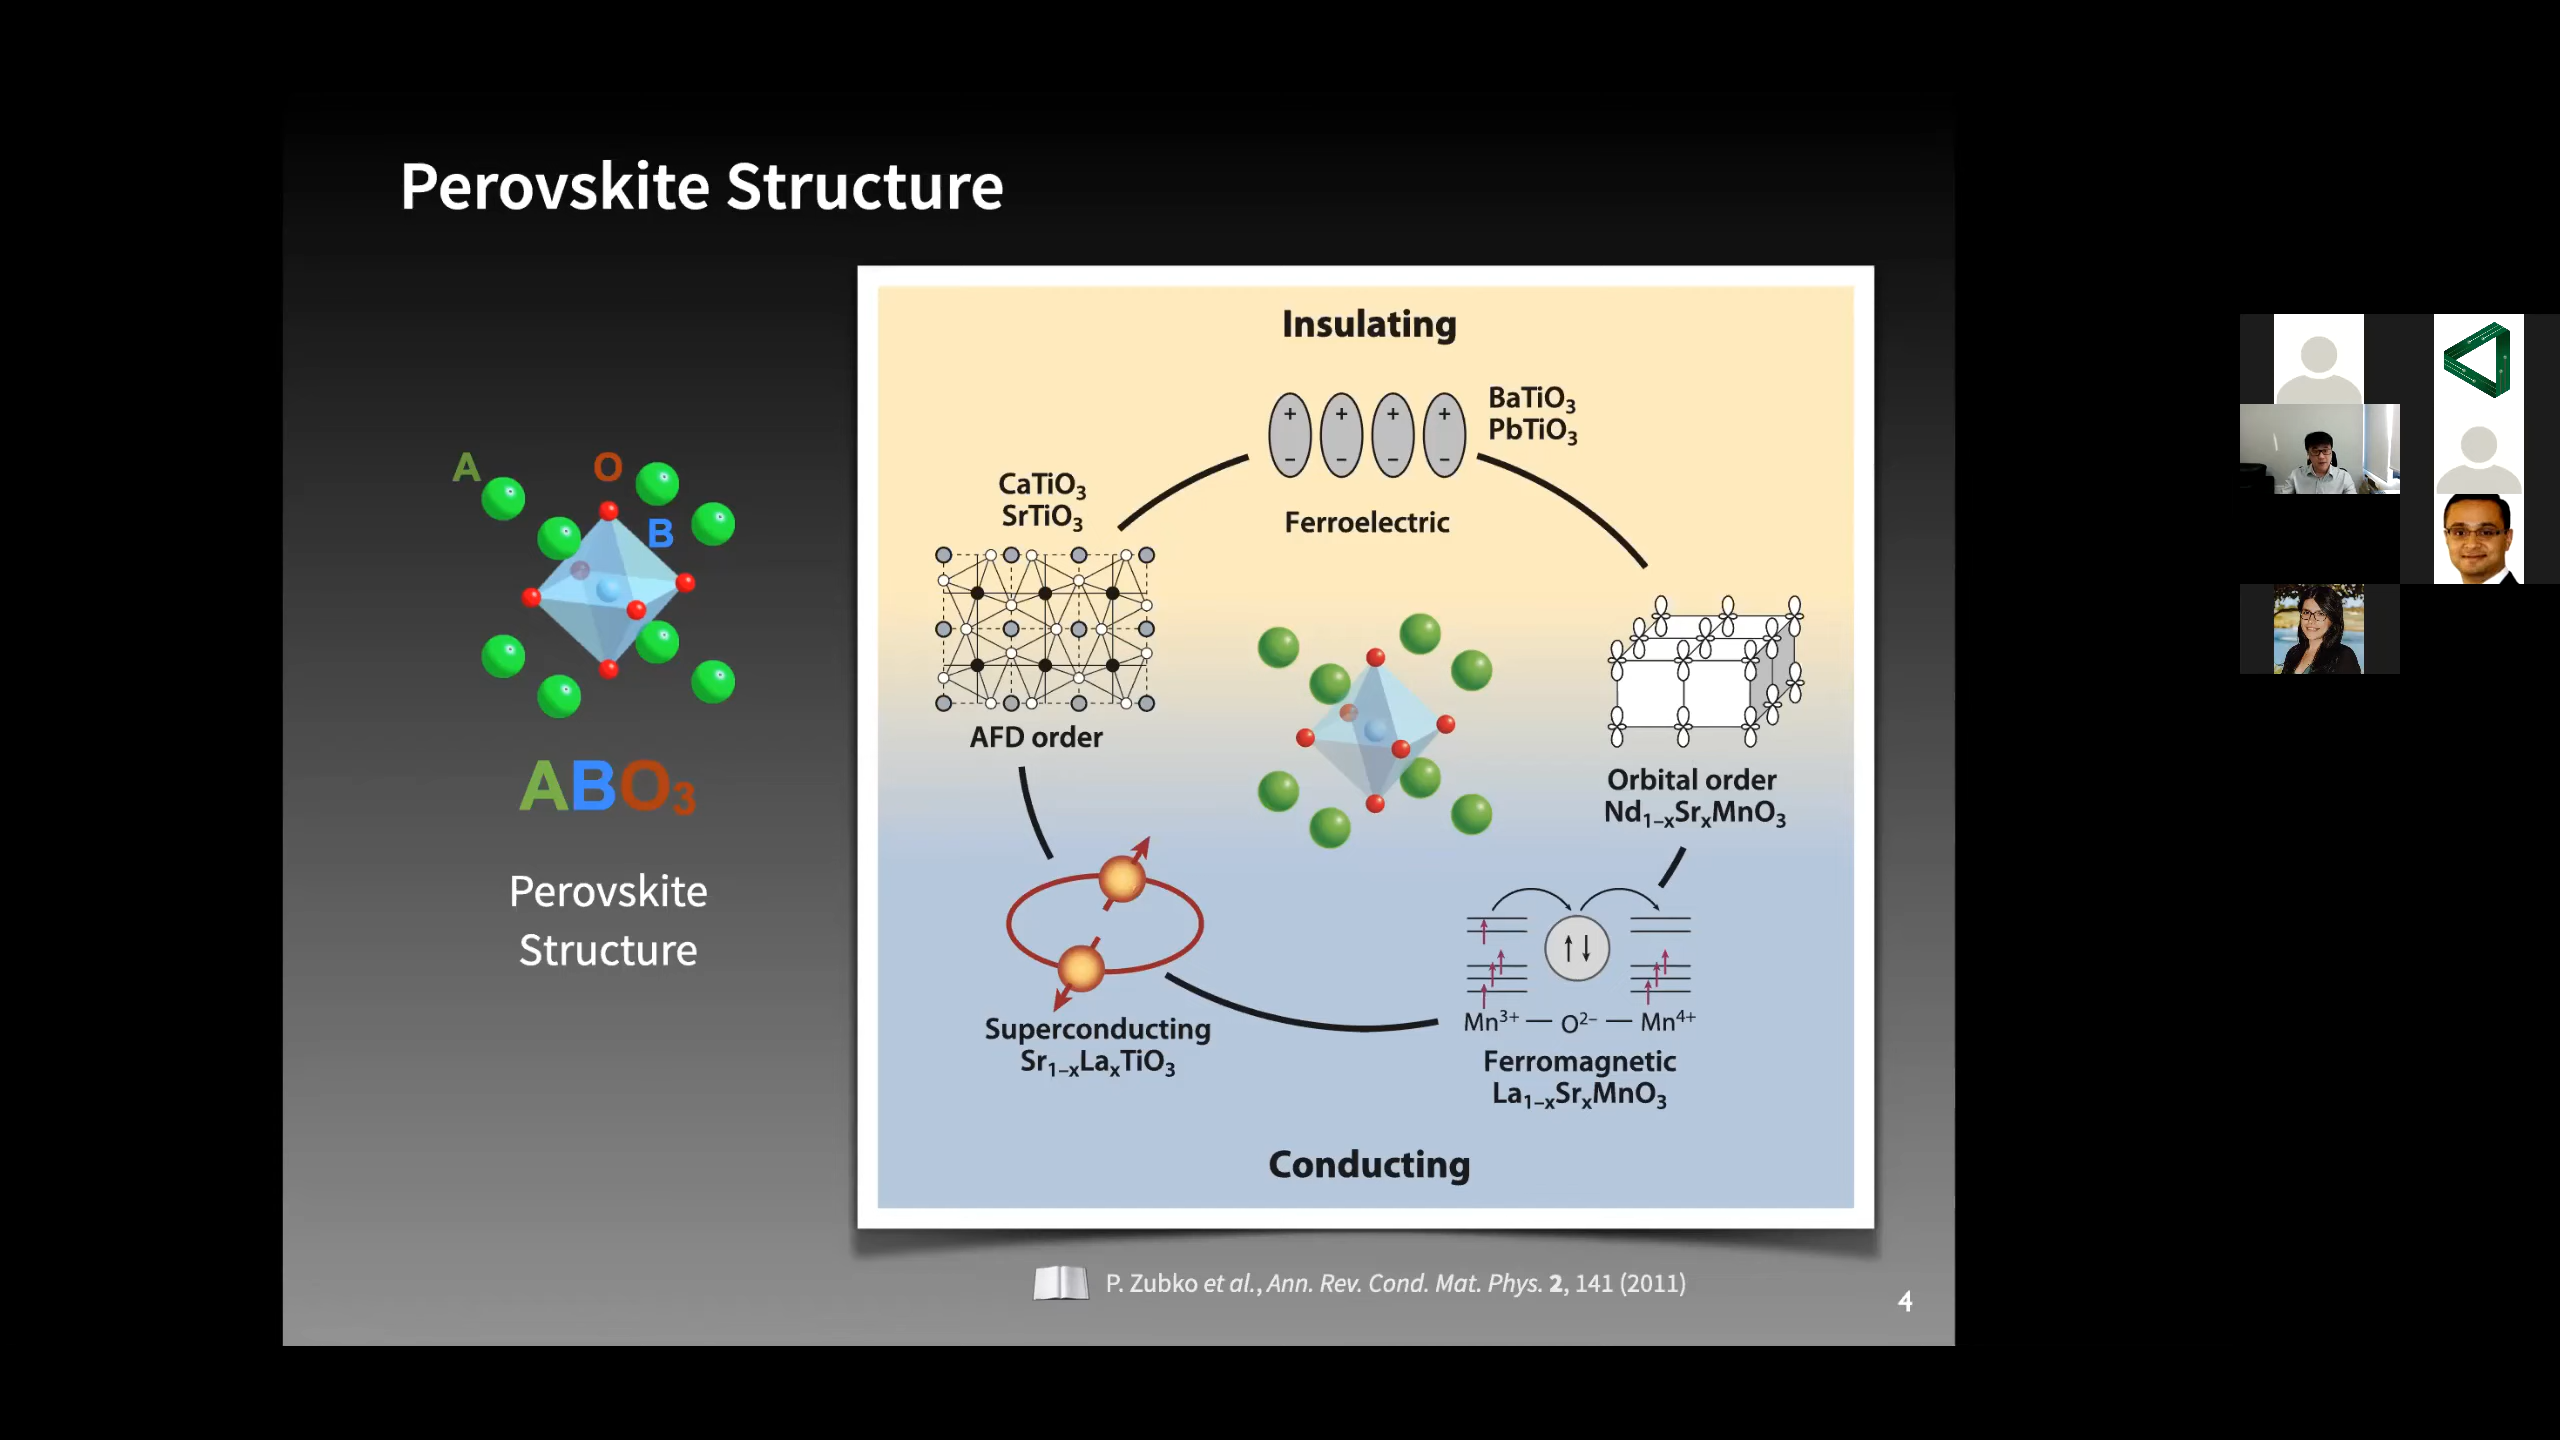 Perovskite Structure
A
O
B
ABO₃
Perovskite
Structure
Insulating
+ + + +
– – – –
BaTiO₃
PbTiO₃
Ferroelectric
CaTiO₃
SrTiO₃
AFD order
Orbital order
Nd₁₋ₓSrₓMnO₃
Superconducting
Sr₁₋ₓLaₓTiO₃
Mn³⁺ — O²⁻ — Mn⁴⁺
Ferromagnetic
La₁₋ₓSrₓMnO₃
Conducting
P. Zubko et al., Ann. Rev. Cond. Mat. Phys. 2, 141 (2011)
4